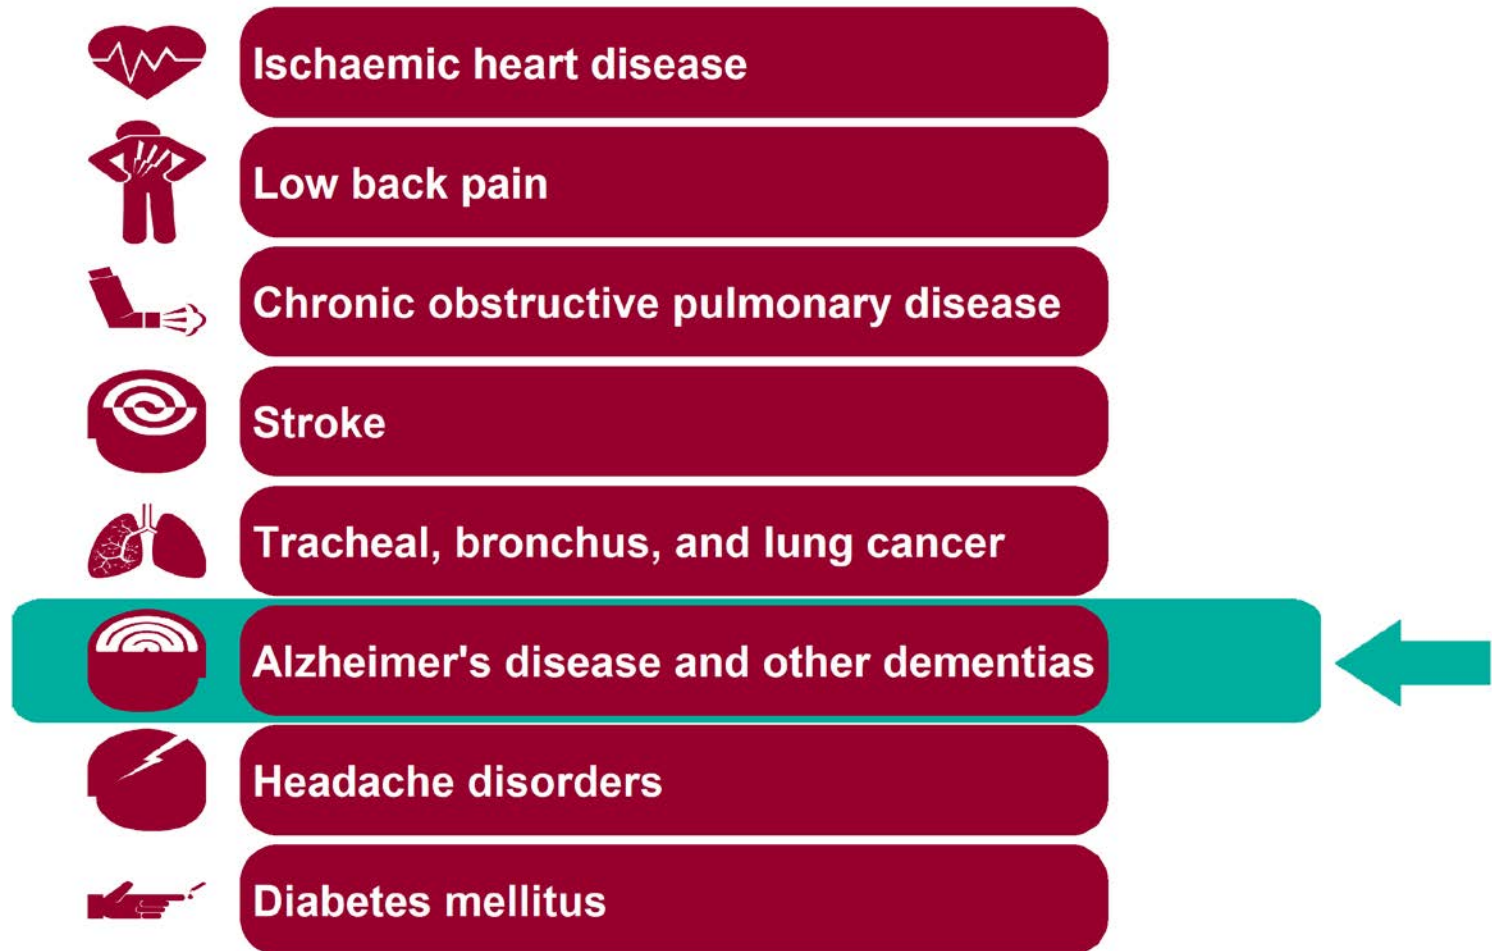 Ischaemic heart disease
Low back pain
Chronic obstructive pulmonary disease
Stroke
Tracheal, bronchus, and lung cancer
Alzheimer's disease and other dementias
Headache disorders
Diabetes mellitus